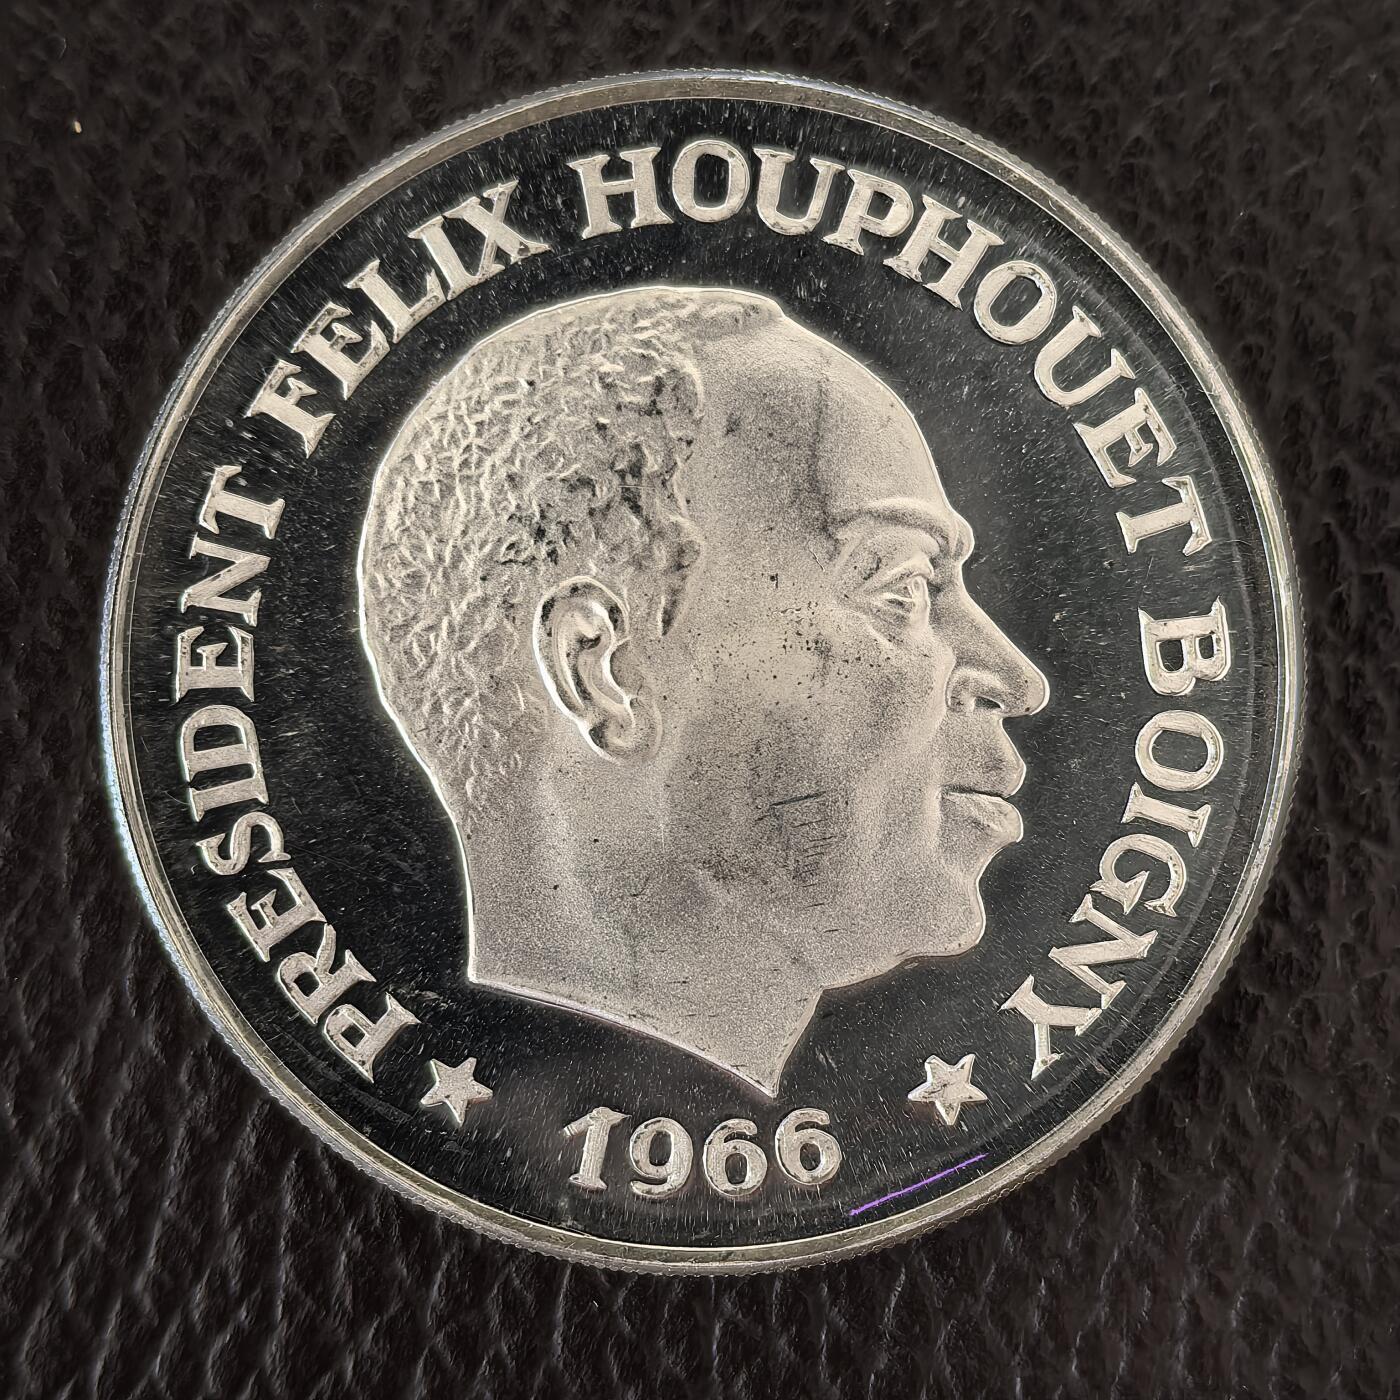 PRESIDENT FELIX HOUPHOUET BOIGNY
★ 1966 ★